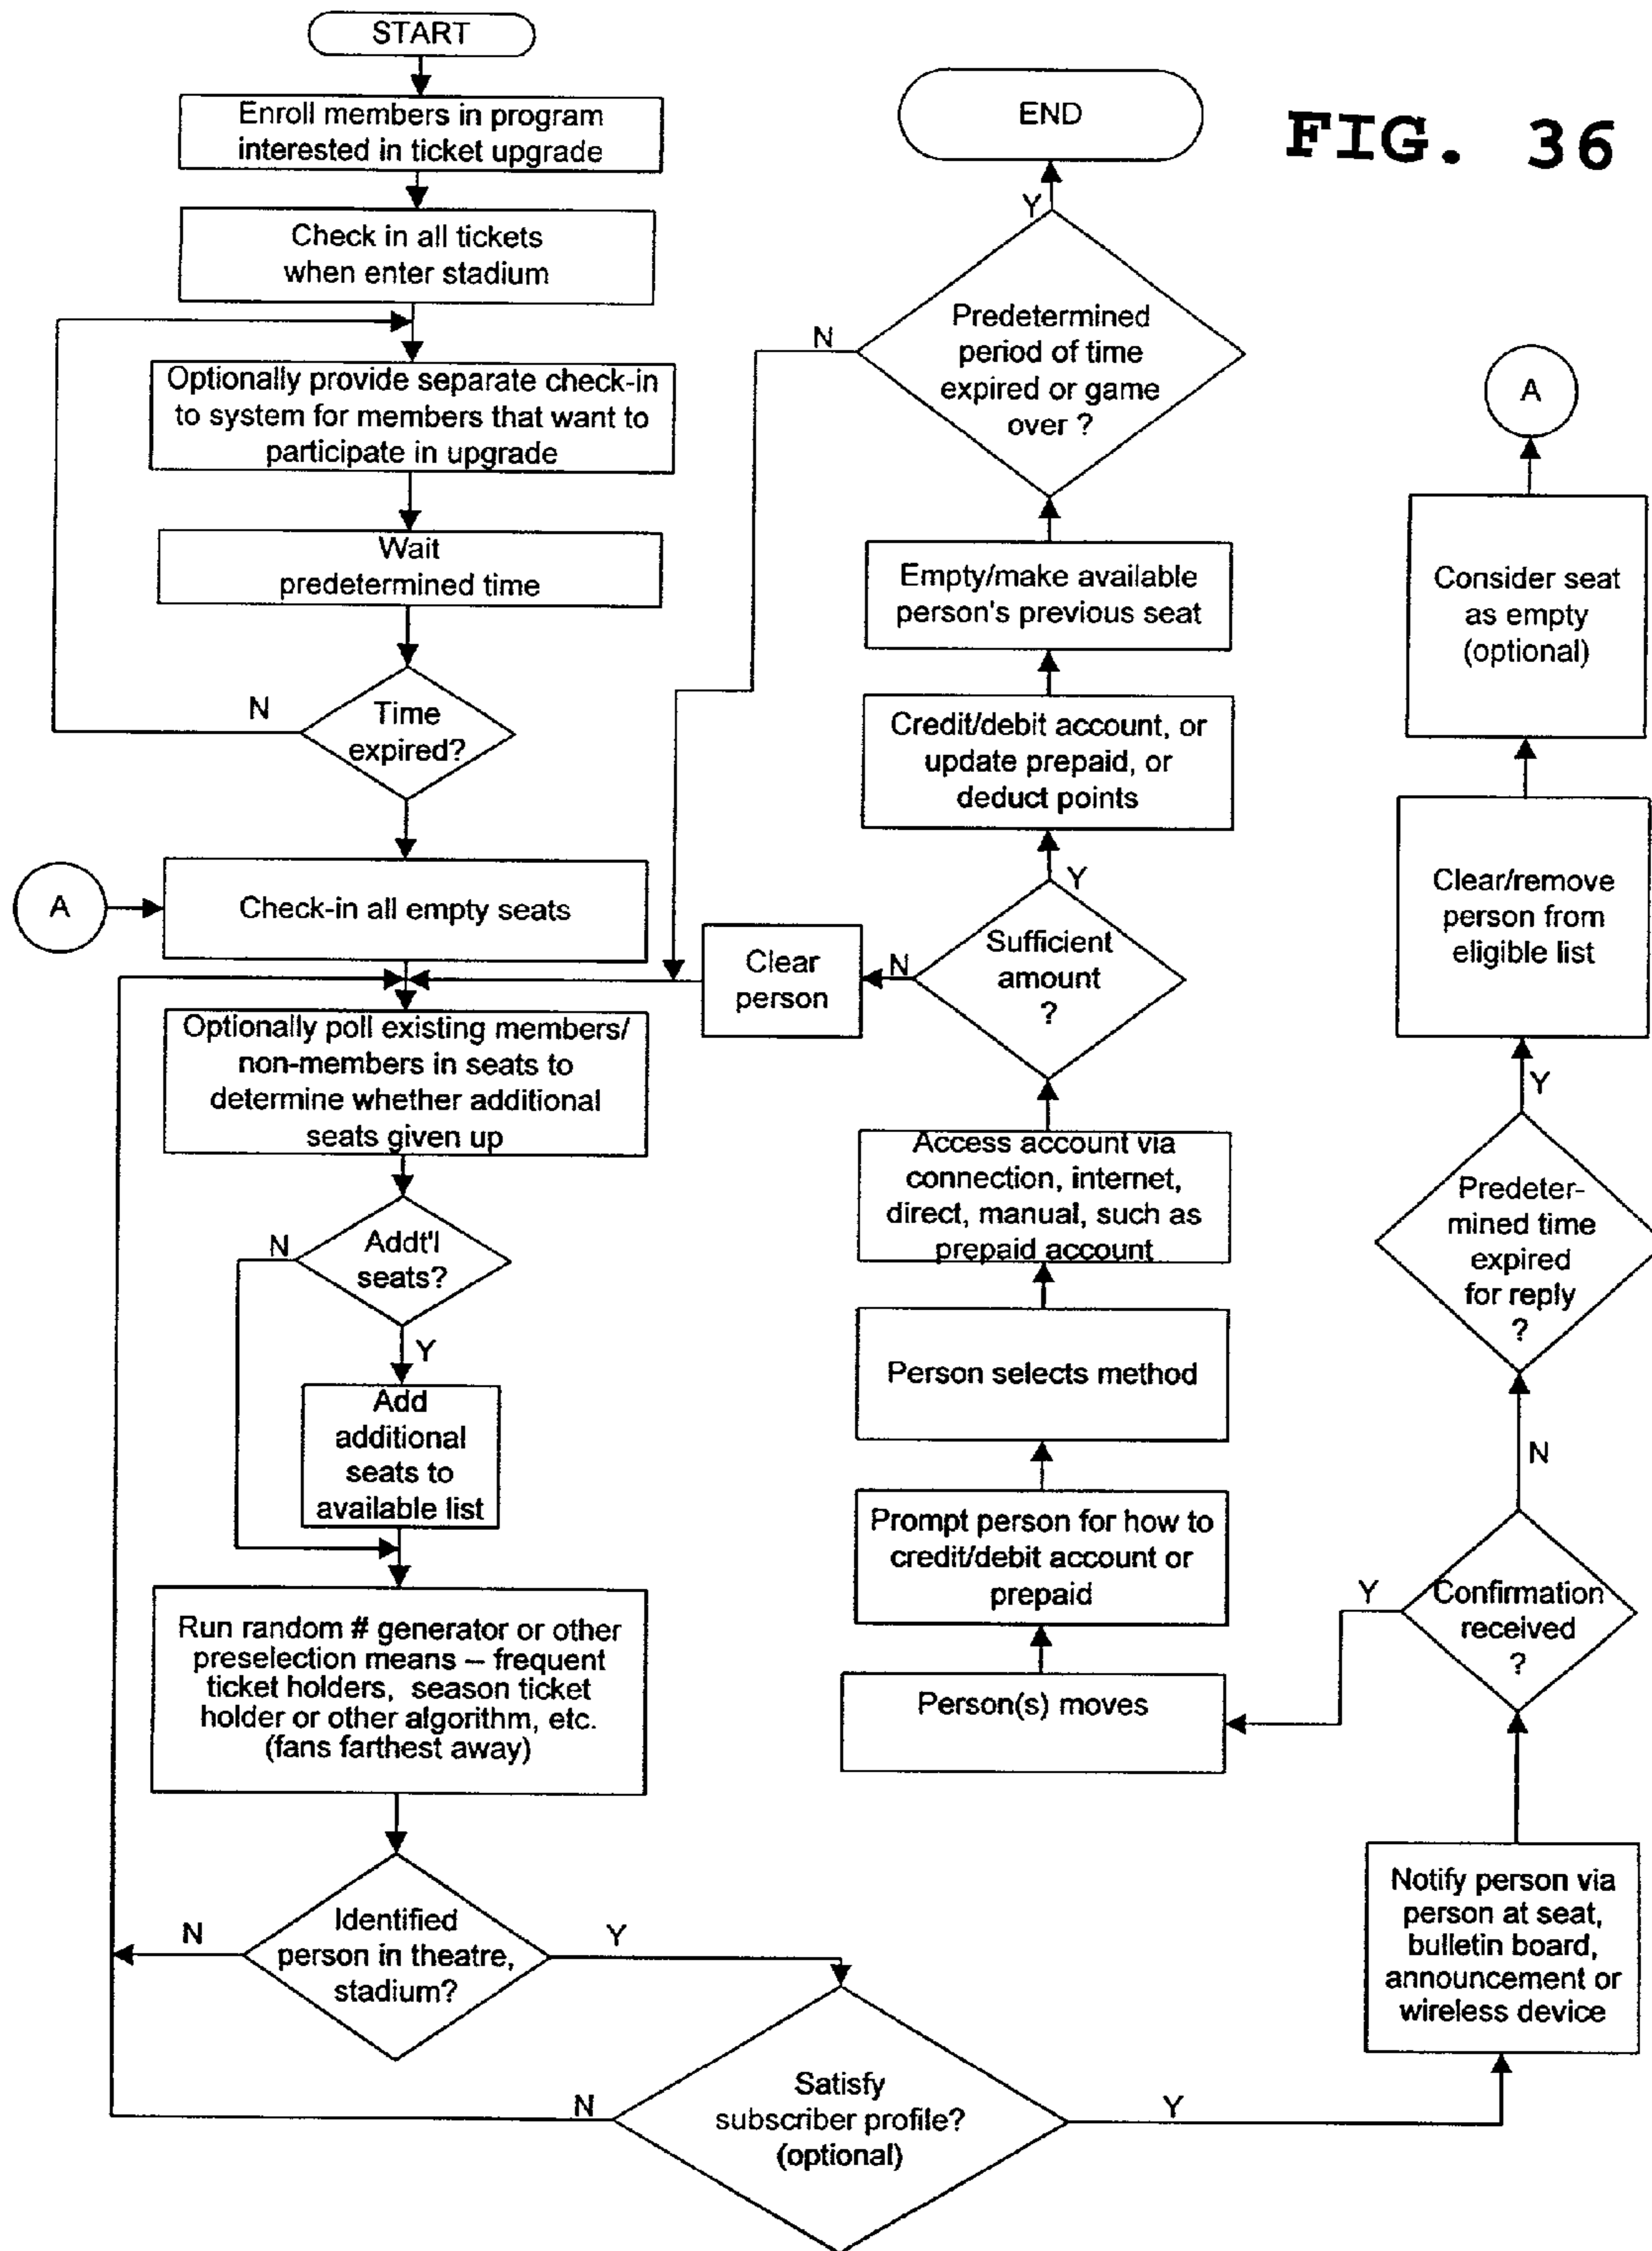 START
Enroll members in program
interested in ticket upgrade
Check in all tickets
when enter stadium
Optionally provide separate check-in
to system for members that want to
participate in upgrade
Wait
predetermined time
N
Time
expired?
A
Check-in all empty seats
Optionally poll existing members/
non-members in seats to
determine whether additional
seats given up
N
Addt'l
seats?
Y
Add
additional
seats to
available list
Run random # generator or other
preselection means – frequent
ticket holders, season ticket
holder or other algorithm, etc.
(fans farthest away)
N
Identified
person in theatre,
stadium?
Y
N
Satisfy
subscriber profile?
(optional)
Y
END
Y
N
Predetermined
period of time
expired or game
over ?
Empty/make available
person's previous seat
Credit/debit account, or
update prepaid, or
deduct points
Y
Clear
person
N
Sufficient
amount
?
Access account via
connection, internet,
direct, manual, such as
prepaid account
Person selects method
Prompt person for how to
credit/debit account or
prepaid
Person(s) moves
FIG. 36
A
Consider seat
as empty
(optional)
Clear/remove
person from
eligible list
Y
Predeter-
mined time
expired
for reply
?
N
Y
Confirmation
received
?
Notify person via
person at seat,
bulletin board,
announcement or
wireless device